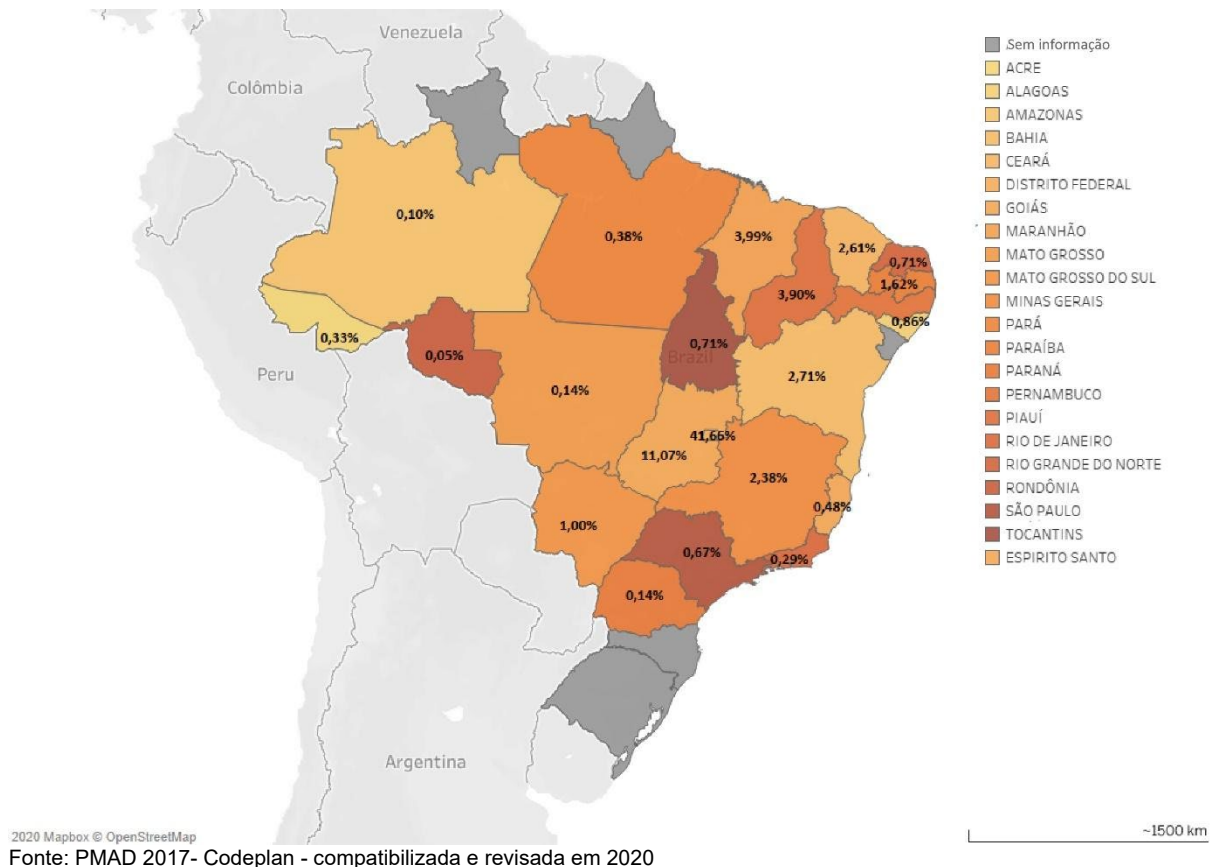 Venezuela
Colômbia
Peru
Brazil
Argentina
0,10%
0,38%
3,99%
2,61%
0,71%
1,62%
3,90%
0,86%
0,33%
0,05%
0,71%
0,14%
2,71%
41,66%
11,07%
2,38%
0,48%
1,00%
0,67%
0,29%
0,14%
Sem informação
ACRE
ALAGOAS
AMAZONAS
BAHIA
CEARÁ
DISTRITO FEDERAL
GOIÁS
MARANHÃO
MATO GROSSO
MATO GROSSO DO SUL
MINAS GERAIS
PARÁ
PARAÍBA
PARANÁ
PERNAMBUCO
PIAUÍ
RIO DE JANEIRO
RIO GRANDE DO NORTE
RONDÔNIA
SÃO PAULO
TOCANTINS
ESPIRITO SANTO
2020 Mapbox © OpenStreetMap
~1500 km
Fonte: PMAD 2017- Codeplan - compatibilizada e revisada em 2020